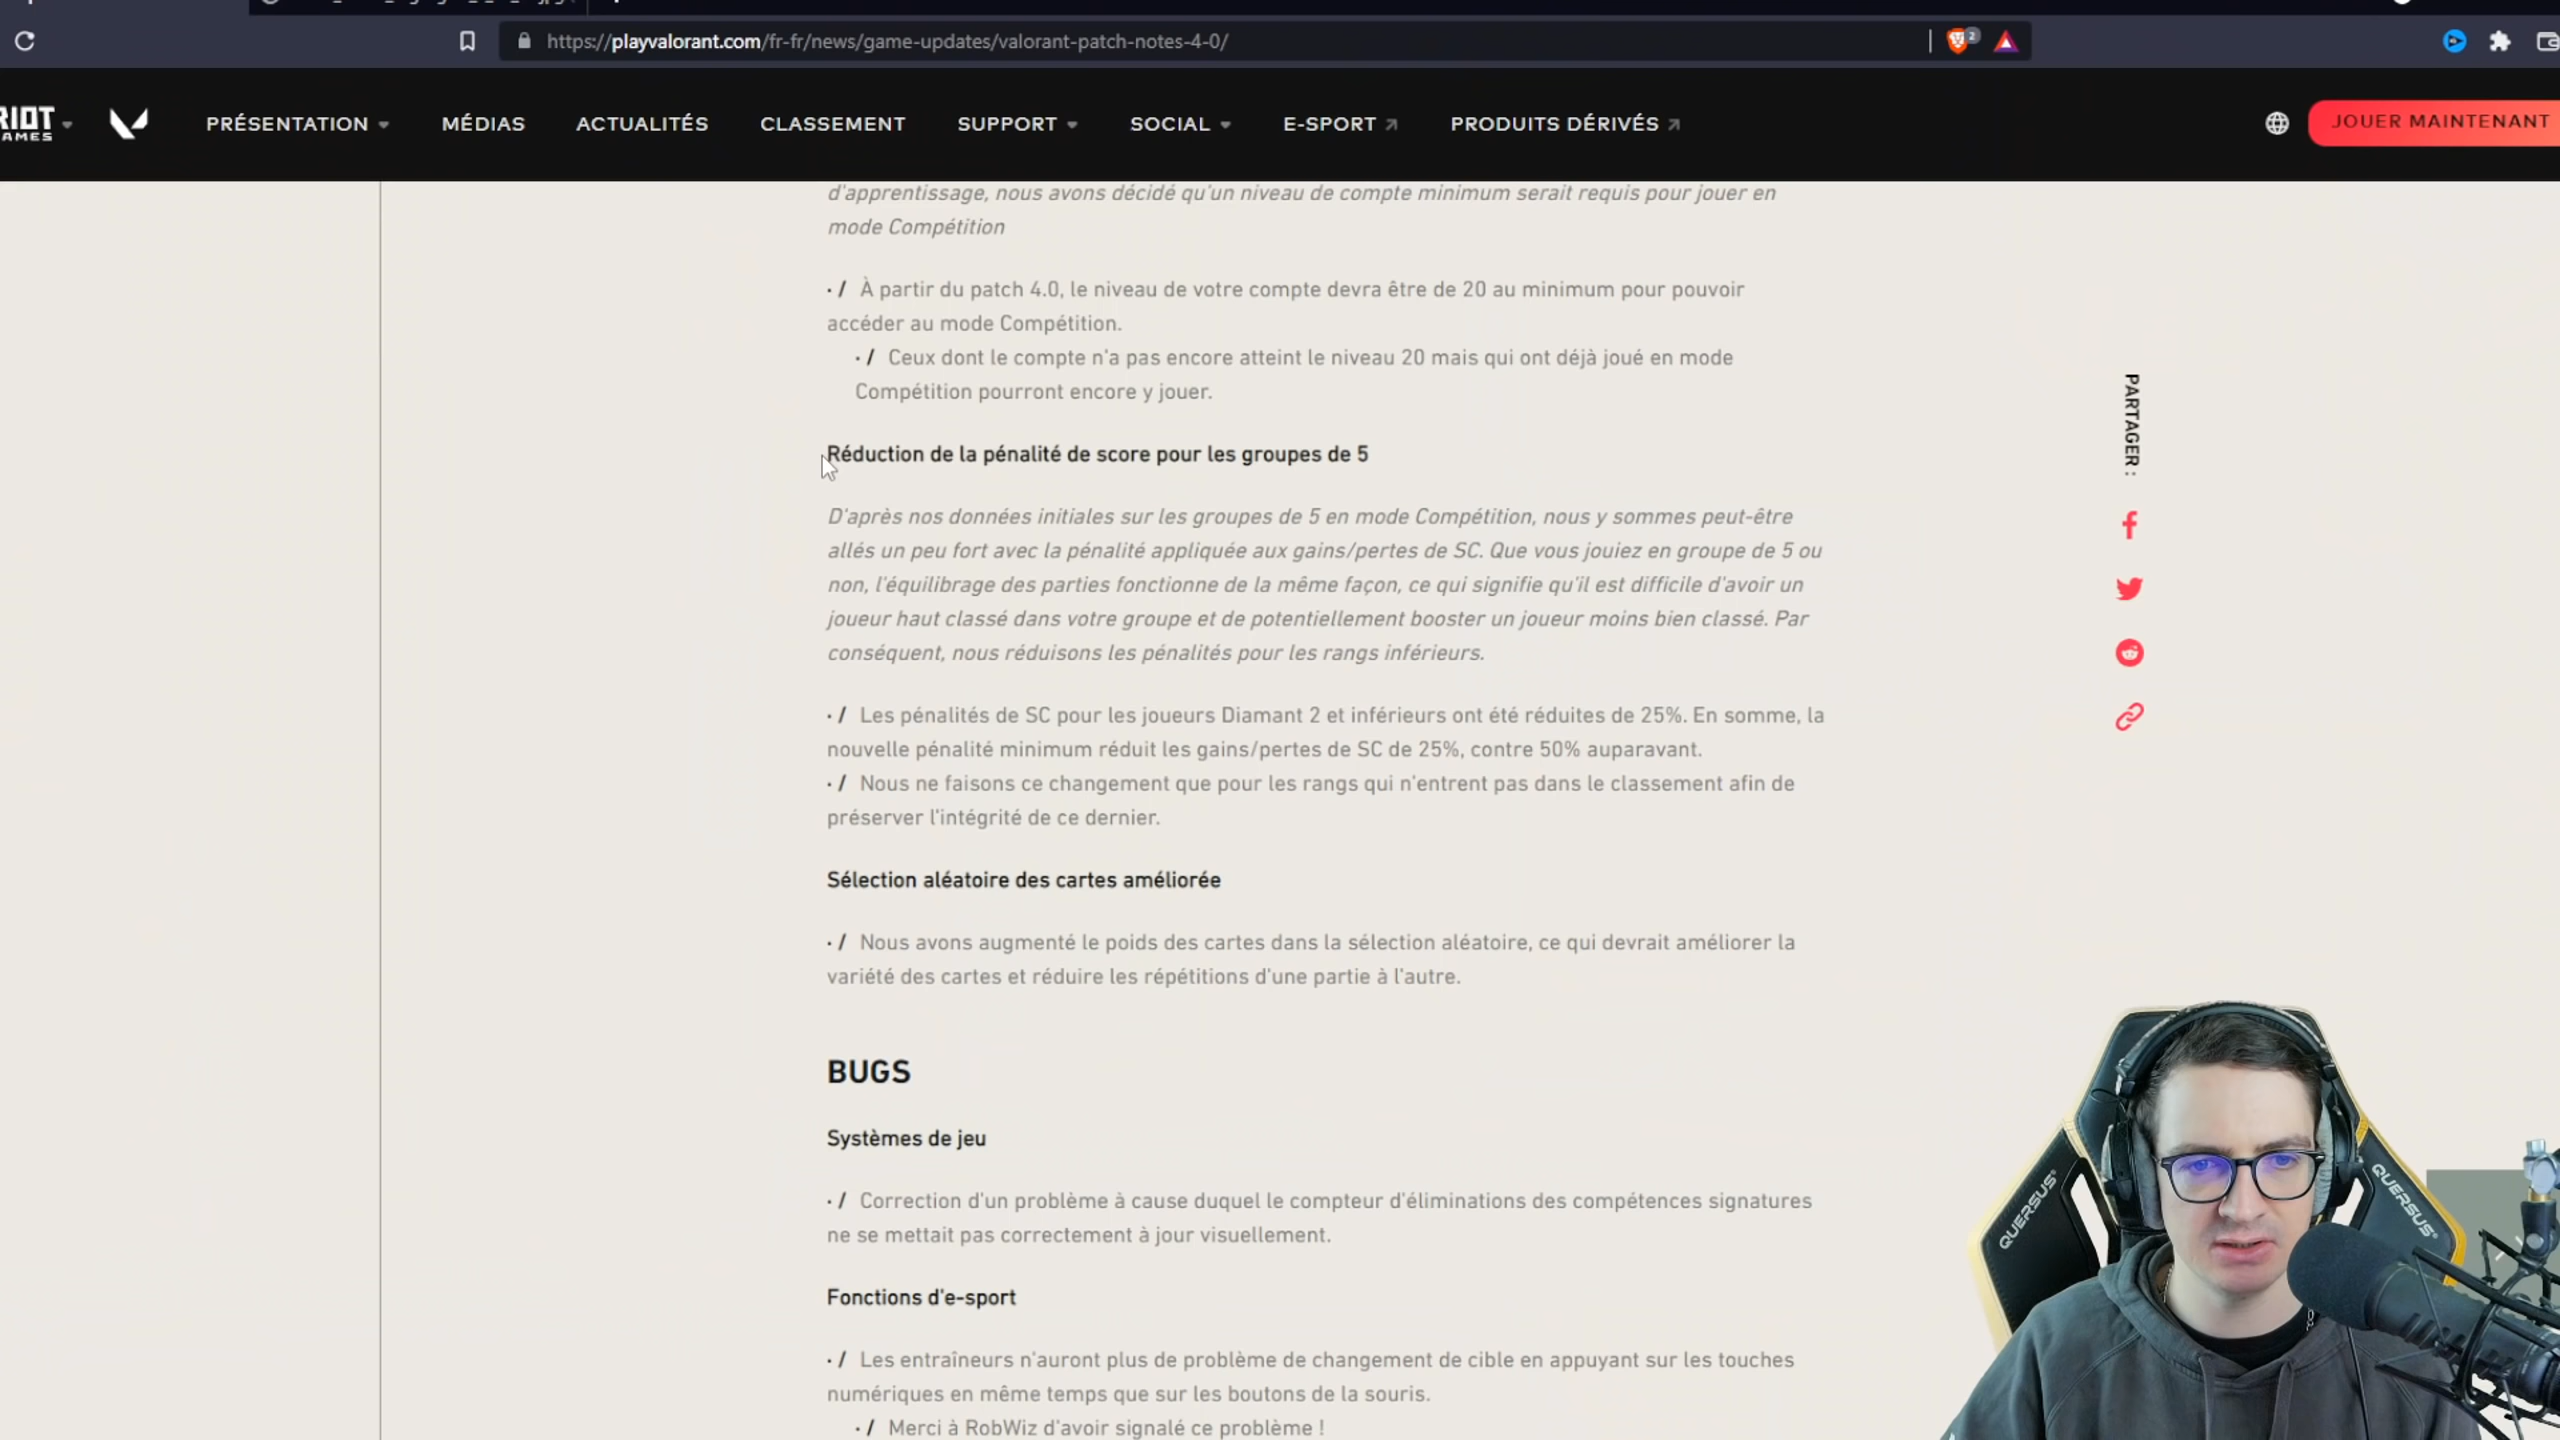 https://playvalorant.com/fr-fr/news/game-updates/valorant-patch-notes-4-0/
2
RIOT GAMES PRÉSENTATION MÉDIAS ACTUALITÉS CLASSEMENT SUPPORT SOCIAL E-SPORT PRODUITS DÉRIVÉS JOUER MAINTENANT
d'apprentissage, nous avons décidé qu'un niveau de compte minimum serait requis pour jouer en
mode Compétition
· / À partir du patch 4.0, le niveau de votre compte devra être de 20 au minimum pour pouvoir
accéder au mode Compétition.
· / Ceux dont le compte n'a pas encore atteint le niveau 20 mais qui ont déjà joué en mode
Compétition pourront encore y jouer.
Réduction de la pénalité de score pour les groupes de 5
D'après nos données initiales sur les groupes de 5 en mode Compétition, nous y sommes peut-être
allés un peu fort avec la pénalité appliquée aux gains/pertes de SC. Que vous jouiez en groupe de 5 ou
non, l'équilibrage des parties fonctionne de la même façon, ce qui signifie qu'il est difficile d'avoir un
joueur haut classé dans votre groupe et de potentiellement booster un joueur moins bien classé. Par
conséquent, nous réduisons les pénalités pour les rangs inférieurs.
· / Les pénalités de SC pour les joueurs Diamant 2 et inférieurs ont été réduites de 25%. En somme, la
nouvelle pénalité minimum réduit les gains/pertes de SC de 25%, contre 50% auparavant.
· / Nous ne faisons ce changement que pour les rangs qui n'entrent pas dans le classement afin de
préserver l'intégrité de ce dernier.
Sélection aléatoire des cartes améliorée
· / Nous avons augmenté le poids des cartes dans la sélection aléatoire, ce qui devrait améliorer la
variété des cartes et réduire les répétitions d'une partie à l'autre.
BUGS
Systèmes de jeu
· / Correction d'un problème à cause duquel le compteur d'éliminations des compétences signatures
ne se mettait pas correctement à jour visuellement.
Fonctions d'e-sport
· / Les entraîneurs n'auront plus de problème de changement de cible en appuyant sur les touches
numériques en même temps que sur les boutons de la souris.
· / Merci à RobWiz d'avoir signalé ce problème !
PARTAGER :
QUERSUS
QUERSUS